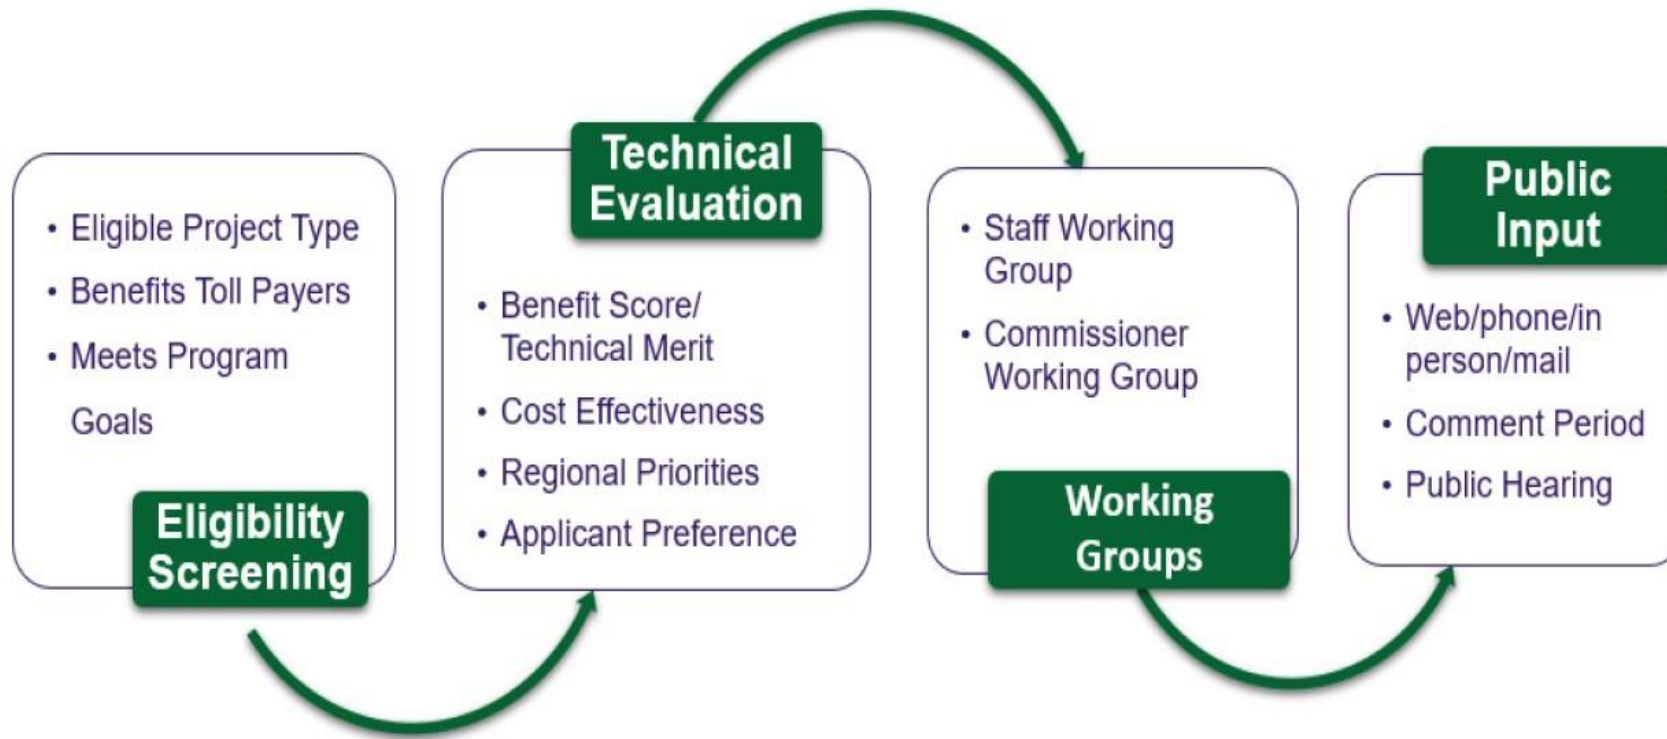 • Eligible Project Type
• Benefits Toll Payers
• Meets Program
Goals
Eligibility
Screening
Technical
Evaluation
• Benefit Score/
Technical Merit
• Cost Effectiveness
• Regional Priorities
• Applicant Preference
• Staff Working
Group
• Commissioner
Working Group
Working
Groups
Public
Input
• Web/phone/in
person/mail
• Comment Period
• Public Hearing